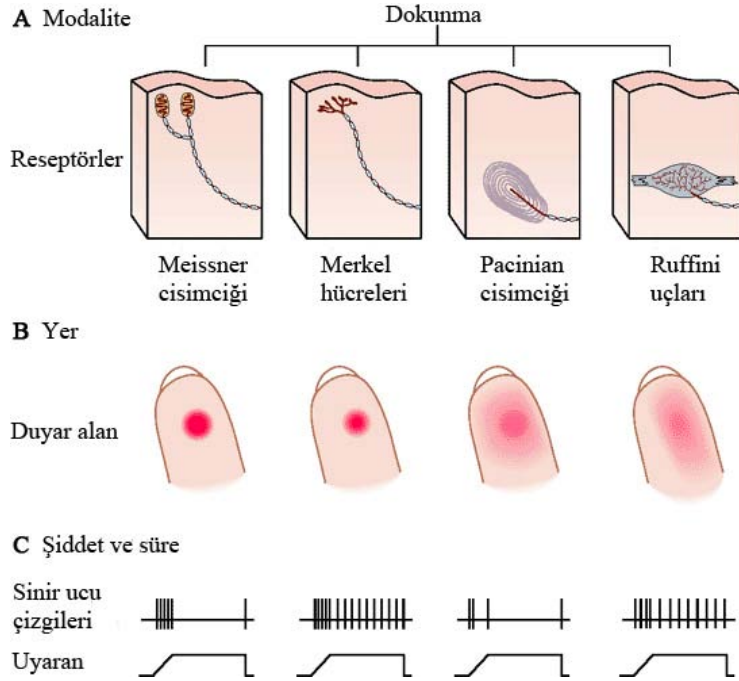 A Modalite
Dokunma
Reseptörler
Meissner
cisimciği
Merkel
hücreleri
Pacinian
cisimciği
Ruffini
uçları
B Yer
Duyar alan
C Şiddet ve süre
Sinir ucu
çizgileri
Uyaran